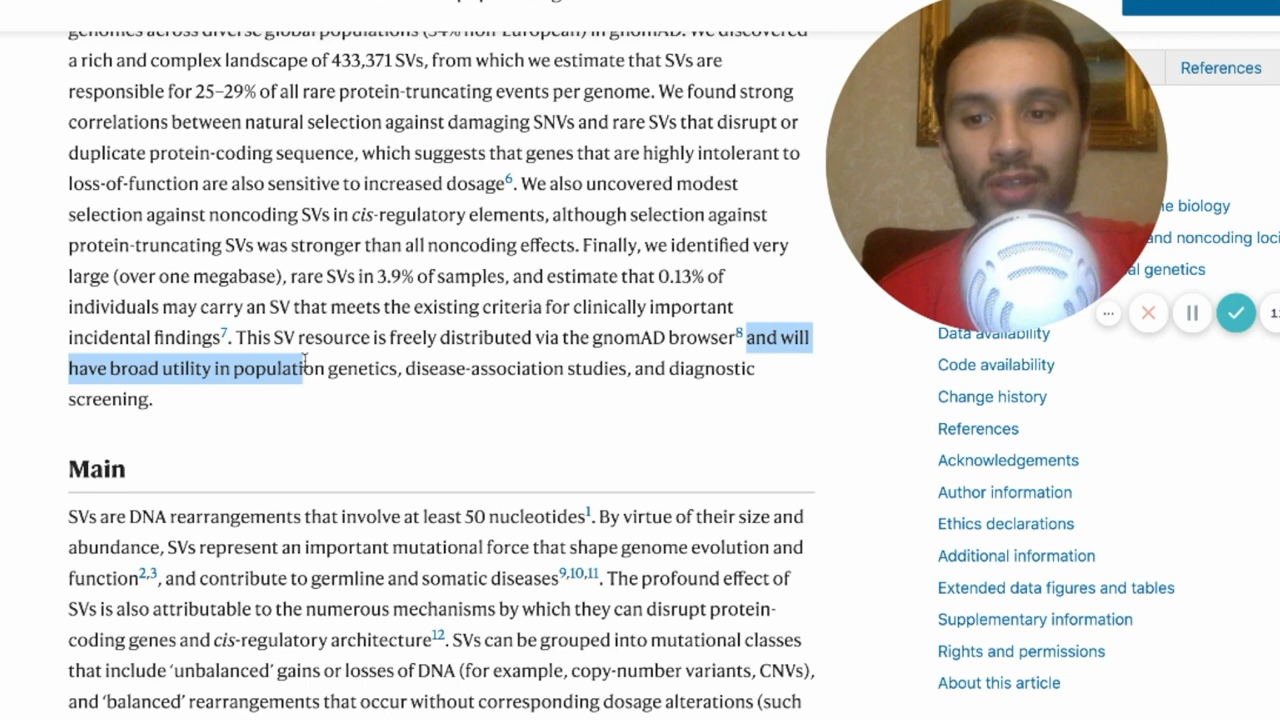 genomics across diverse global populations (54% non-European) in gnomAD. We discovered
a rich and complex landscape of 433,371 SVs, from which we estimate that SVs are
responsible for 25–29% of all rare protein-truncating events per genome. We found strong
correlations between natural selection against damaging SNVs and rare SVs that disrupt or
duplicate protein-coding sequence, which suggests that genes that are highly intolerant to
loss-of-function are also sensitive to increased dosage6. We also uncovered modest
selection against noncoding SVs in cis-regulatory elements, although selection against
protein-truncating SVs was stronger than all noncoding effects. Finally, we identified very
large (over one megabase), rare SVs in 3.9% of samples, and estimate that 0.13% of
individuals may carry an SV that meets the existing criteria for clinically important
incidental findings7. This SV resource is freely distributed via the gnomAD browser8 and will
have broad utility in population genetics, disease-association studies, and diagnostic
screening.
Main
SVs are DNA rearrangements that involve at least 50 nucleotides1. By virtue of their size and
abundance, SVs represent an important mutational force that shape genome evolution and
function2,3, and contribute to germline and somatic diseases9,10,11. The profound effect of
SVs is also attributable to the numerous mechanisms by which they can disrupt protein-
coding genes and cis-regulatory architecture12. SVs can be grouped into mutational classes
that include ‘unbalanced’ gains or losses of DNA (for example, copy-number variants, CNVs),
and ‘balanced’ rearrangements that occur without corresponding dosage alterations (such
References
biology
and noncoding loci
genetics
Data availability
Code availability
Change history
References
Acknowledgements
Author information
Ethics declarations
Additional information
Extended data figures and tables
Supplementary information
Rights and permissions
About this article